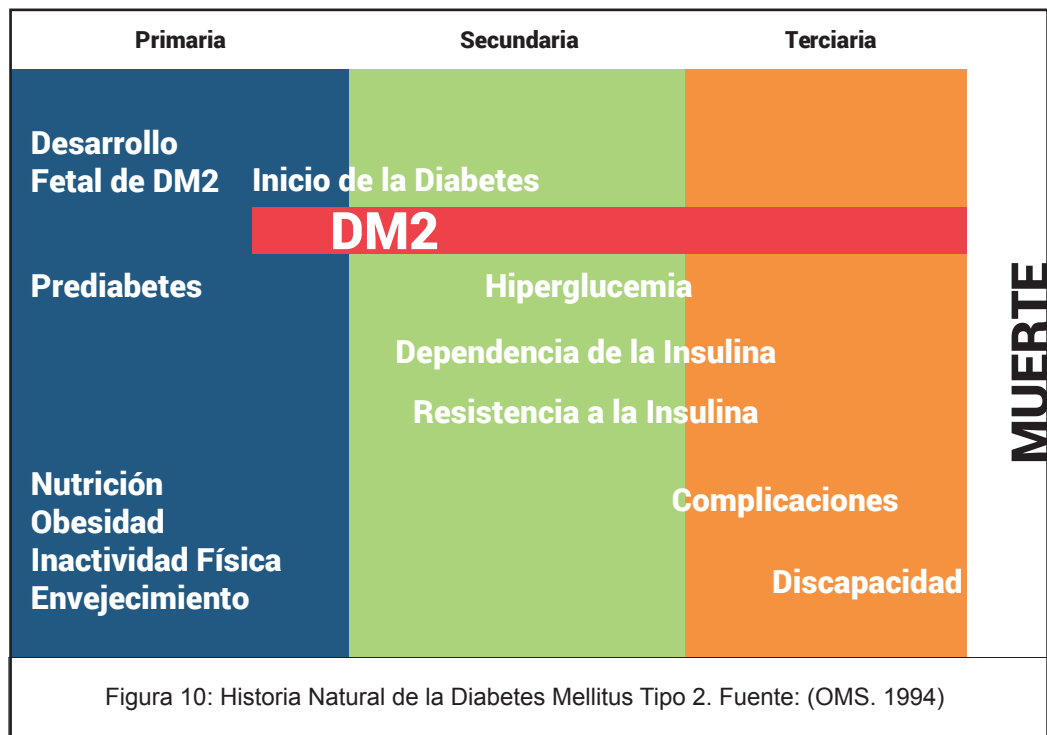 Primaria Secundaria Terciaria
Desarrollo
Fetal de DM2 Inicio de la Diabetes
DM2
Prediabetes Hiperglucemia
Dependencia de la Insulina
Resistencia a la Insulina
Nutrición
Obesidad
Inactividad Física
Envejecimiento
Complicaciones
Discapacidad
MUERTE
Figura 10: Historia Natural de la Diabetes Mellitus Tipo 2. Fuente: (OMS. 1994)